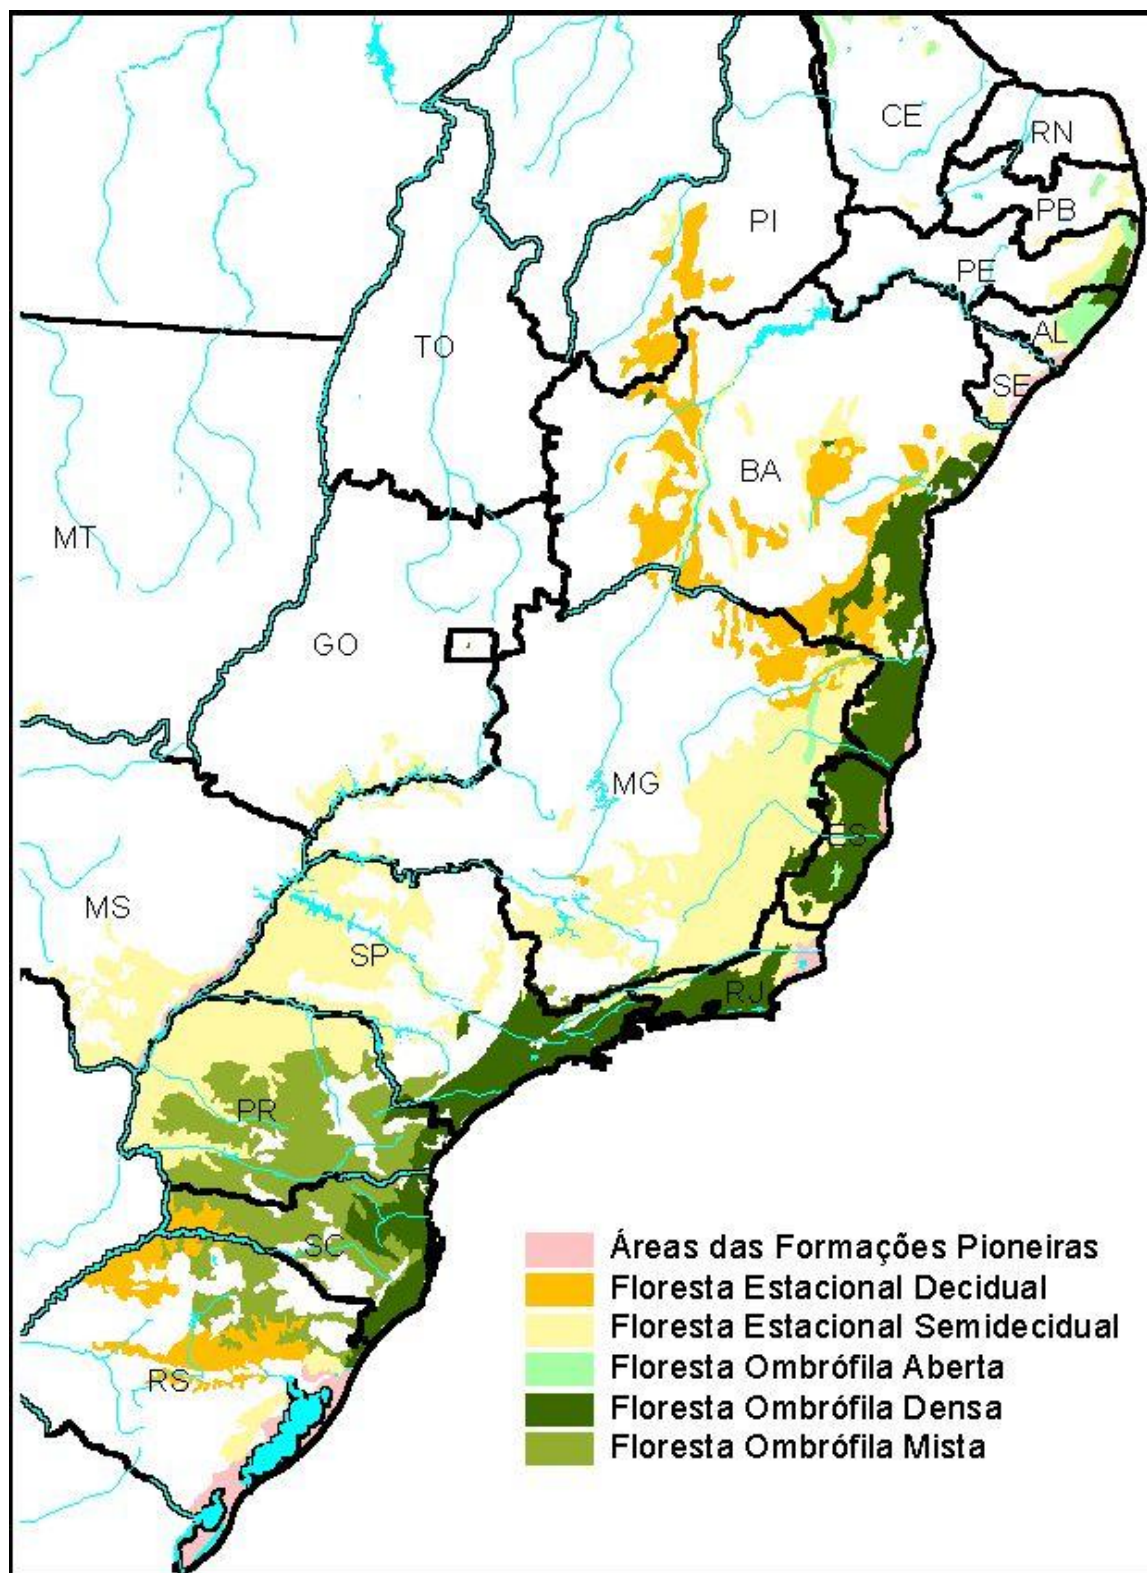 CE
RN
PI
PB
PE
TO
AL
SE
BA
MT
GO
MG
ES
MS
SP
RJ
PR
SC
RS
Áreas das Formações Pioneiras
Floresta Estacional Decidual
Floresta Estacional Semidecidual
Floresta Ombrófila Aberta
Floresta Ombrófila Densa
Floresta Ombrófila Mista